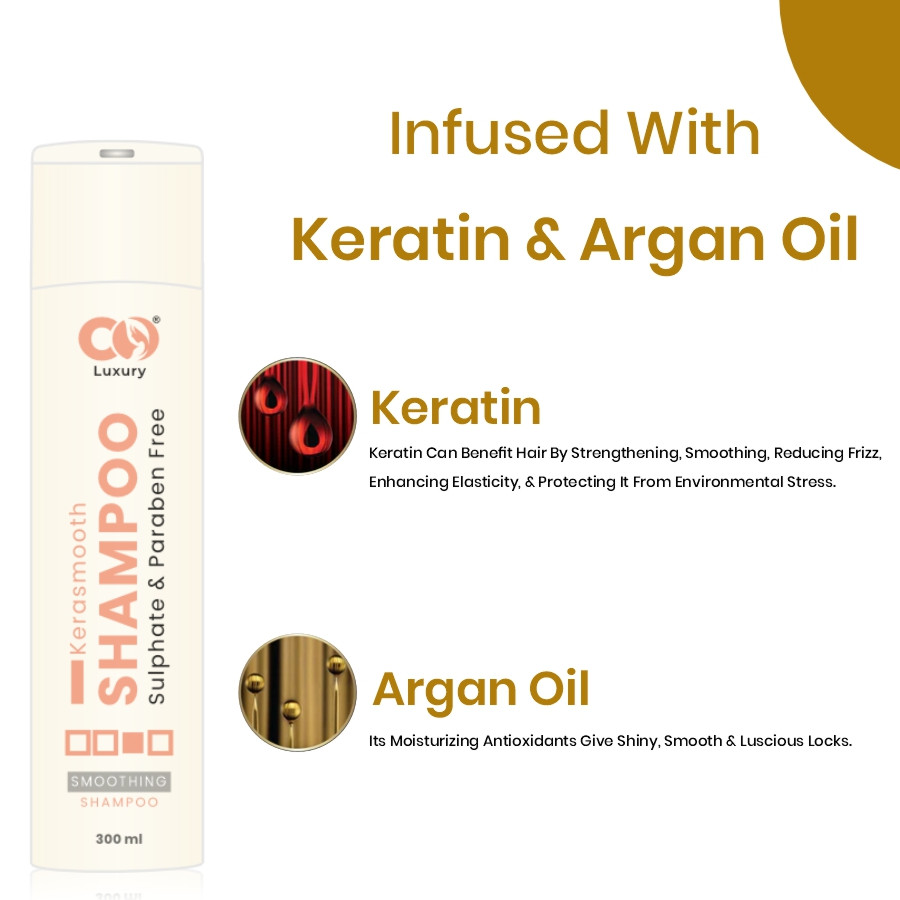 Infused With
Keratin & Argan Oil
CO®
Luxury
Kerasmooth
SHAMPOO
Sulphate & Paraben Free
SMOOTHING
SHAMPOO
300 ml
Keratin
Keratin Can Benefit Hair By Strengthening, Smoothing, Reducing Frizz,
Enhancing Elasticity, & Protecting It From Environmental Stress.
Argan Oil
Its Moisturizing Antioxidants Give Shiny, Smooth & Luscious Locks.